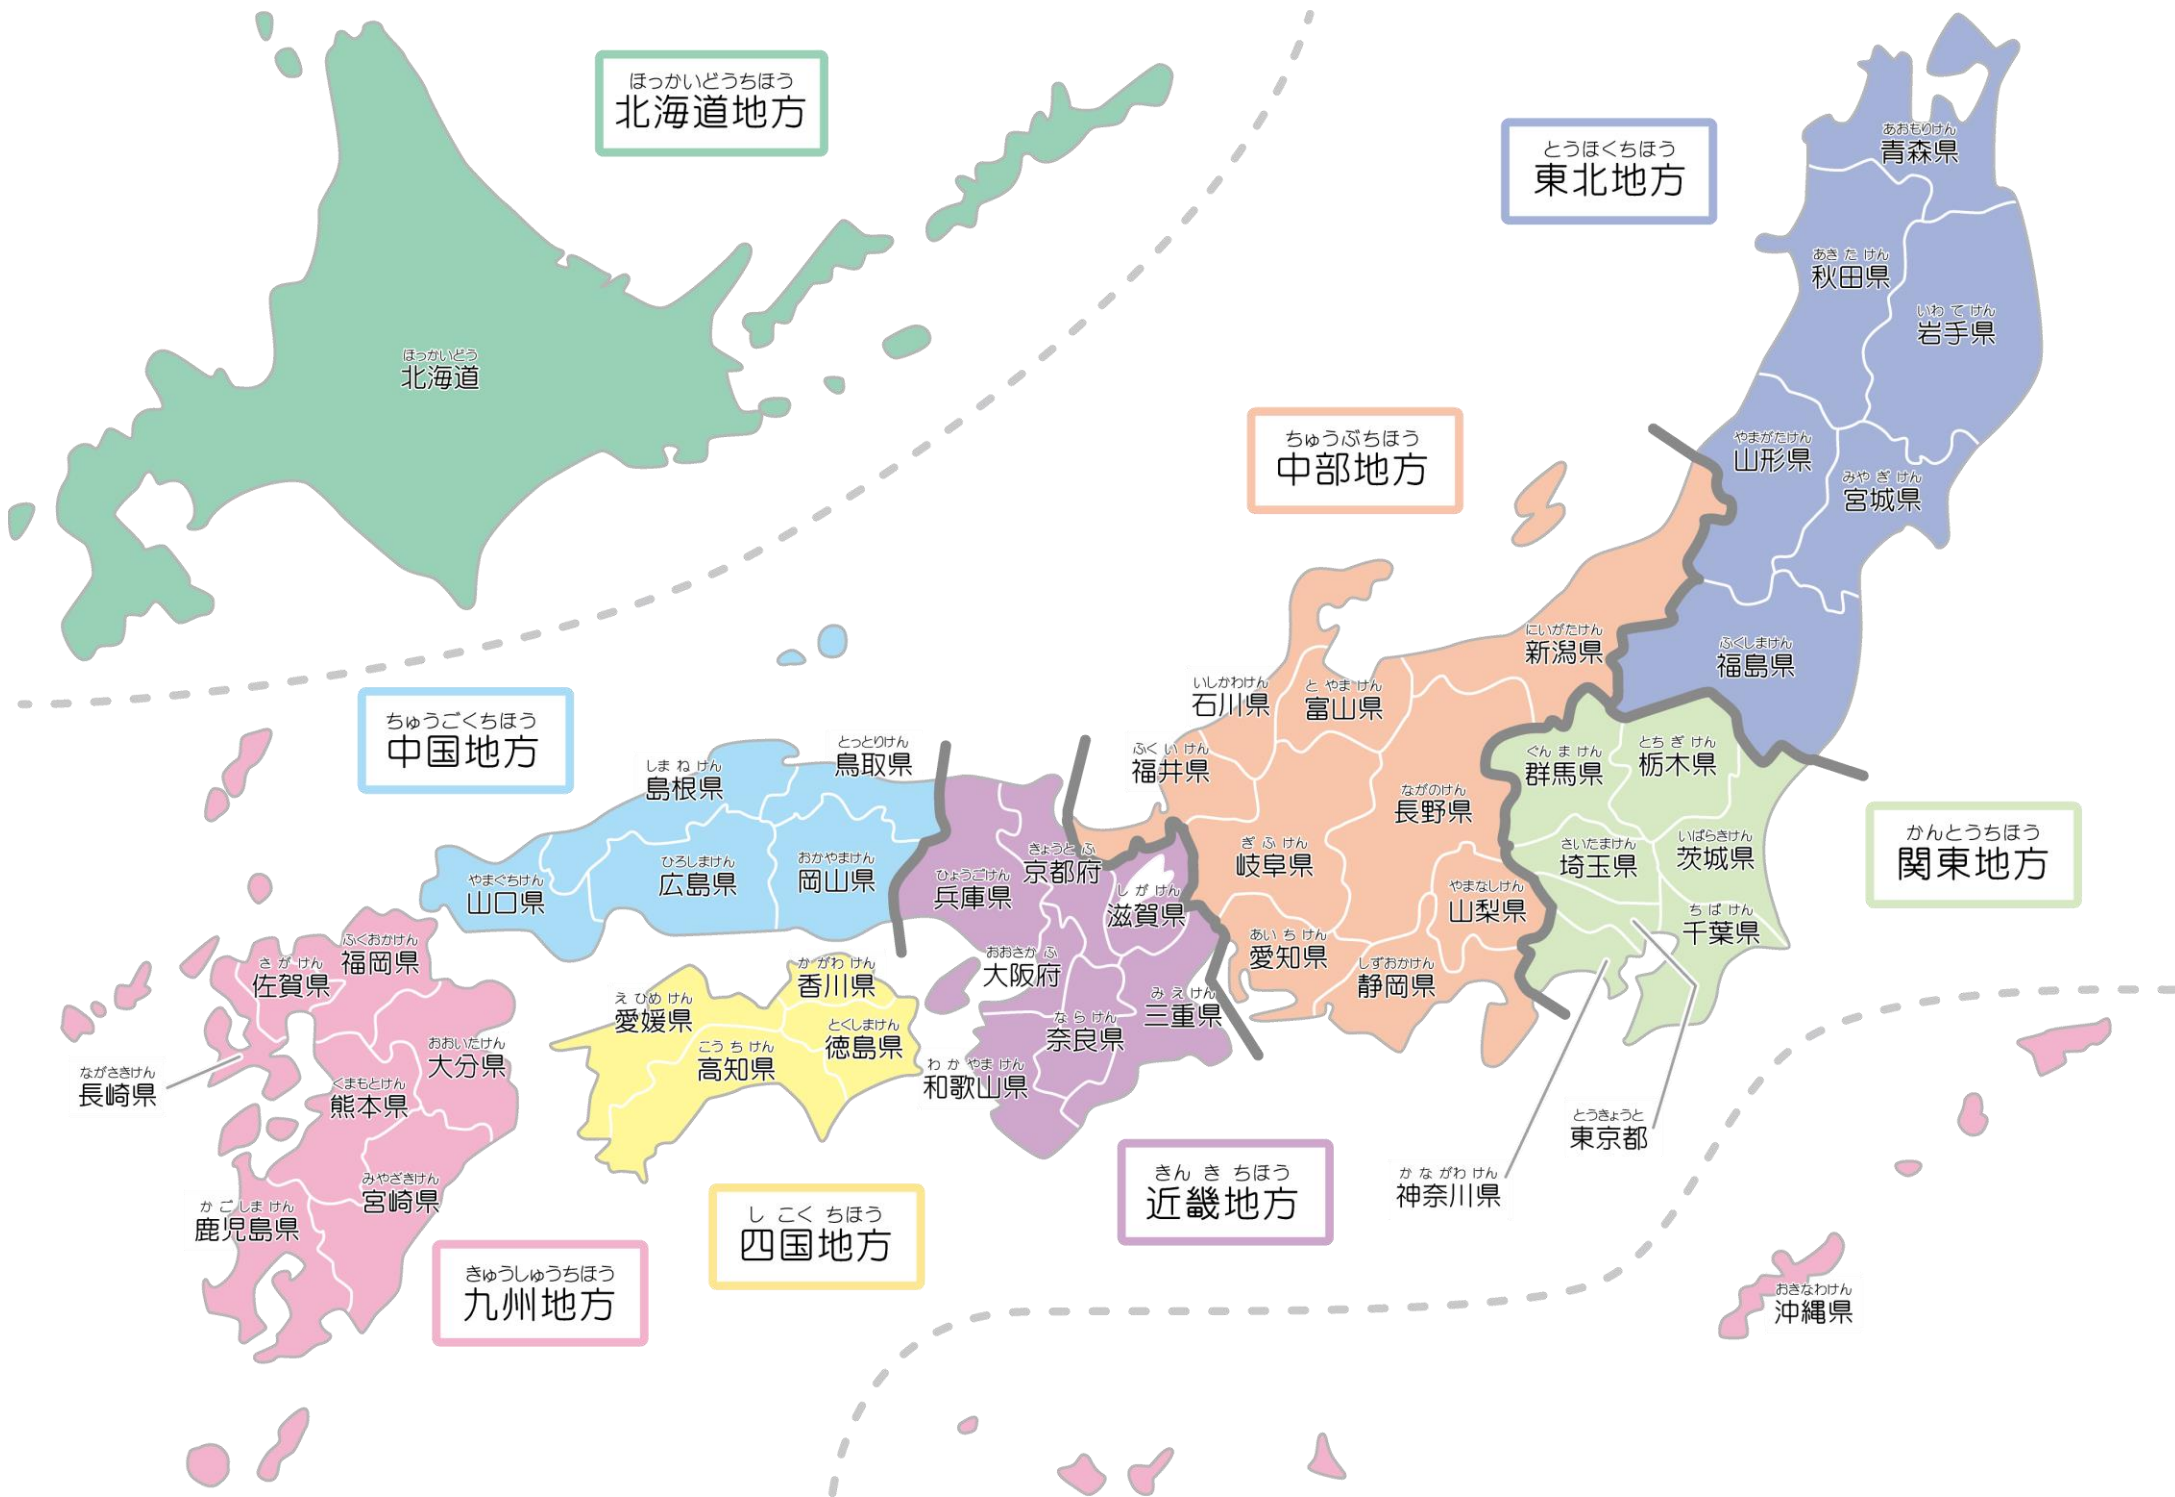 ほっかいどうちほう
北海道地方
ほっかいどう
北海道
とうほくちほう
東北地方
あおもりけん
青森県
あきたけん
秋田県
いわてけん
岩手県
やまがたけん
山形県
みやぎけん
宮城県
ふくしまけん
福島県
ちゅうぶちほう
中部地方
にいがたけん
新潟県
いしかわけん
石川県
とやまけん
富山県
ふくいけん
福井県
ながのけん
長野県
ぎふけん
岐阜県
やまなしけん
山梨県
あいちけん
愛知県
しずおかけん
静岡県
かんとうちほう
関東地方
ぐんまけん
群馬県
とちぎけん
栃木県
さいたまけん
埼玉県
いばらきけん
茨城県
ちばけん
千葉県
とうきょうと
東京都
かながわけん
神奈川県
ちゅうごくちほう
中国地方
しまねけん
島根県
とっとりけん
鳥取県
やまぐちけん
山口県
ひろしまけん
広島県
おかやまけん
岡山県
きんきちほう
近畿地方
きょうとふ
京都府
ひょうごけん
兵庫県
しがけん
滋賀県
おおさかふ
大阪府
みえけん
三重県
ならけん
奈良県
わかやまけん
和歌山県
しこくちほう
四国地方
かがわけん
香川県
えひめけん
愛媛県
とくしまけん
徳島県
こうちけん
高知県
きゅうしゅうちほう
九州地方
ふくおかけん
福岡県
さがけん
佐賀県
ながさきけん
長崎県
おおいたけん
大分県
くまもとけん
熊本県
みやざきけん
宮崎県
かごしまけん
鹿児島県
おきなわけん
沖縄県